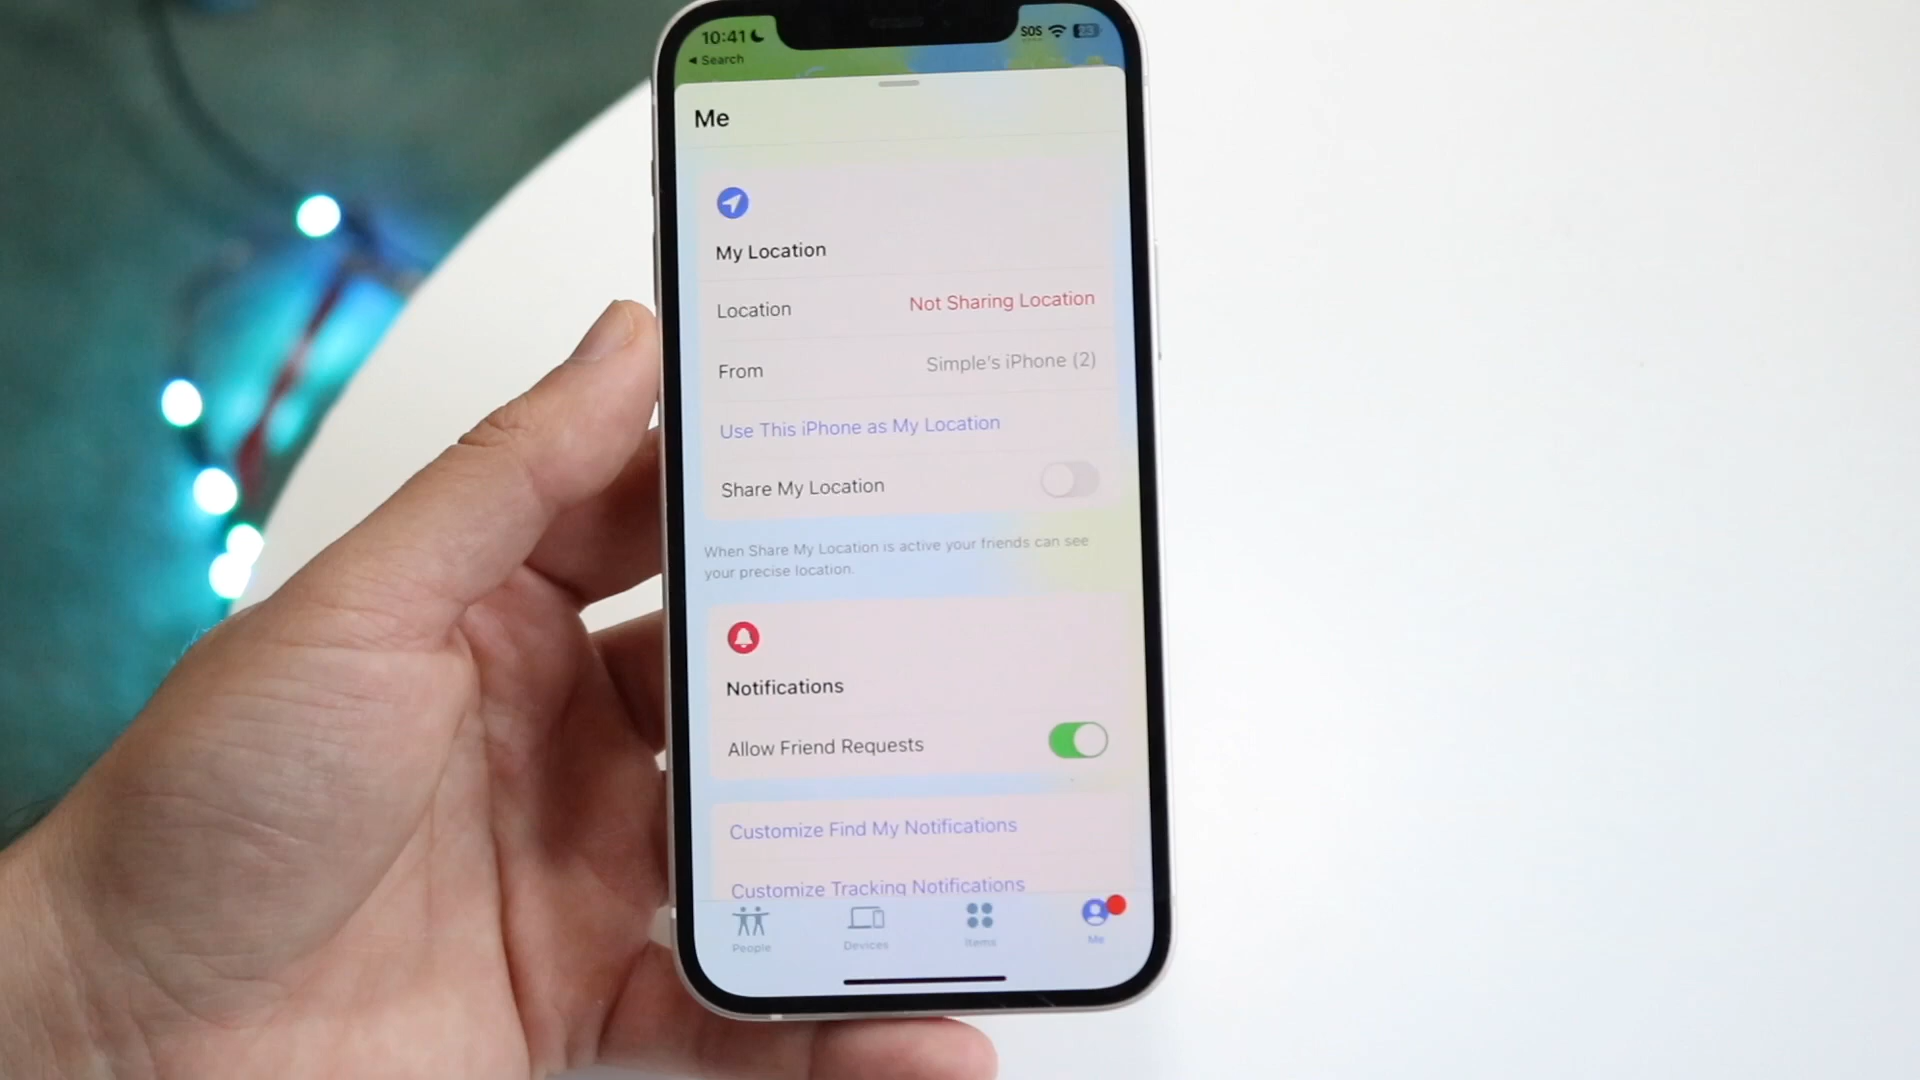 10:41
SOS
◀ Search
Me
My Location
Location Not Sharing Location
From Simple's iPhone (2)
Use This iPhone as My Location
Share My Location
When Share My Location is active your friends can see
your precise location.
Notifications
Allow Friend Requests
Customize Find My Notifications
Customize Tracking Notifications
People Devices Items Me